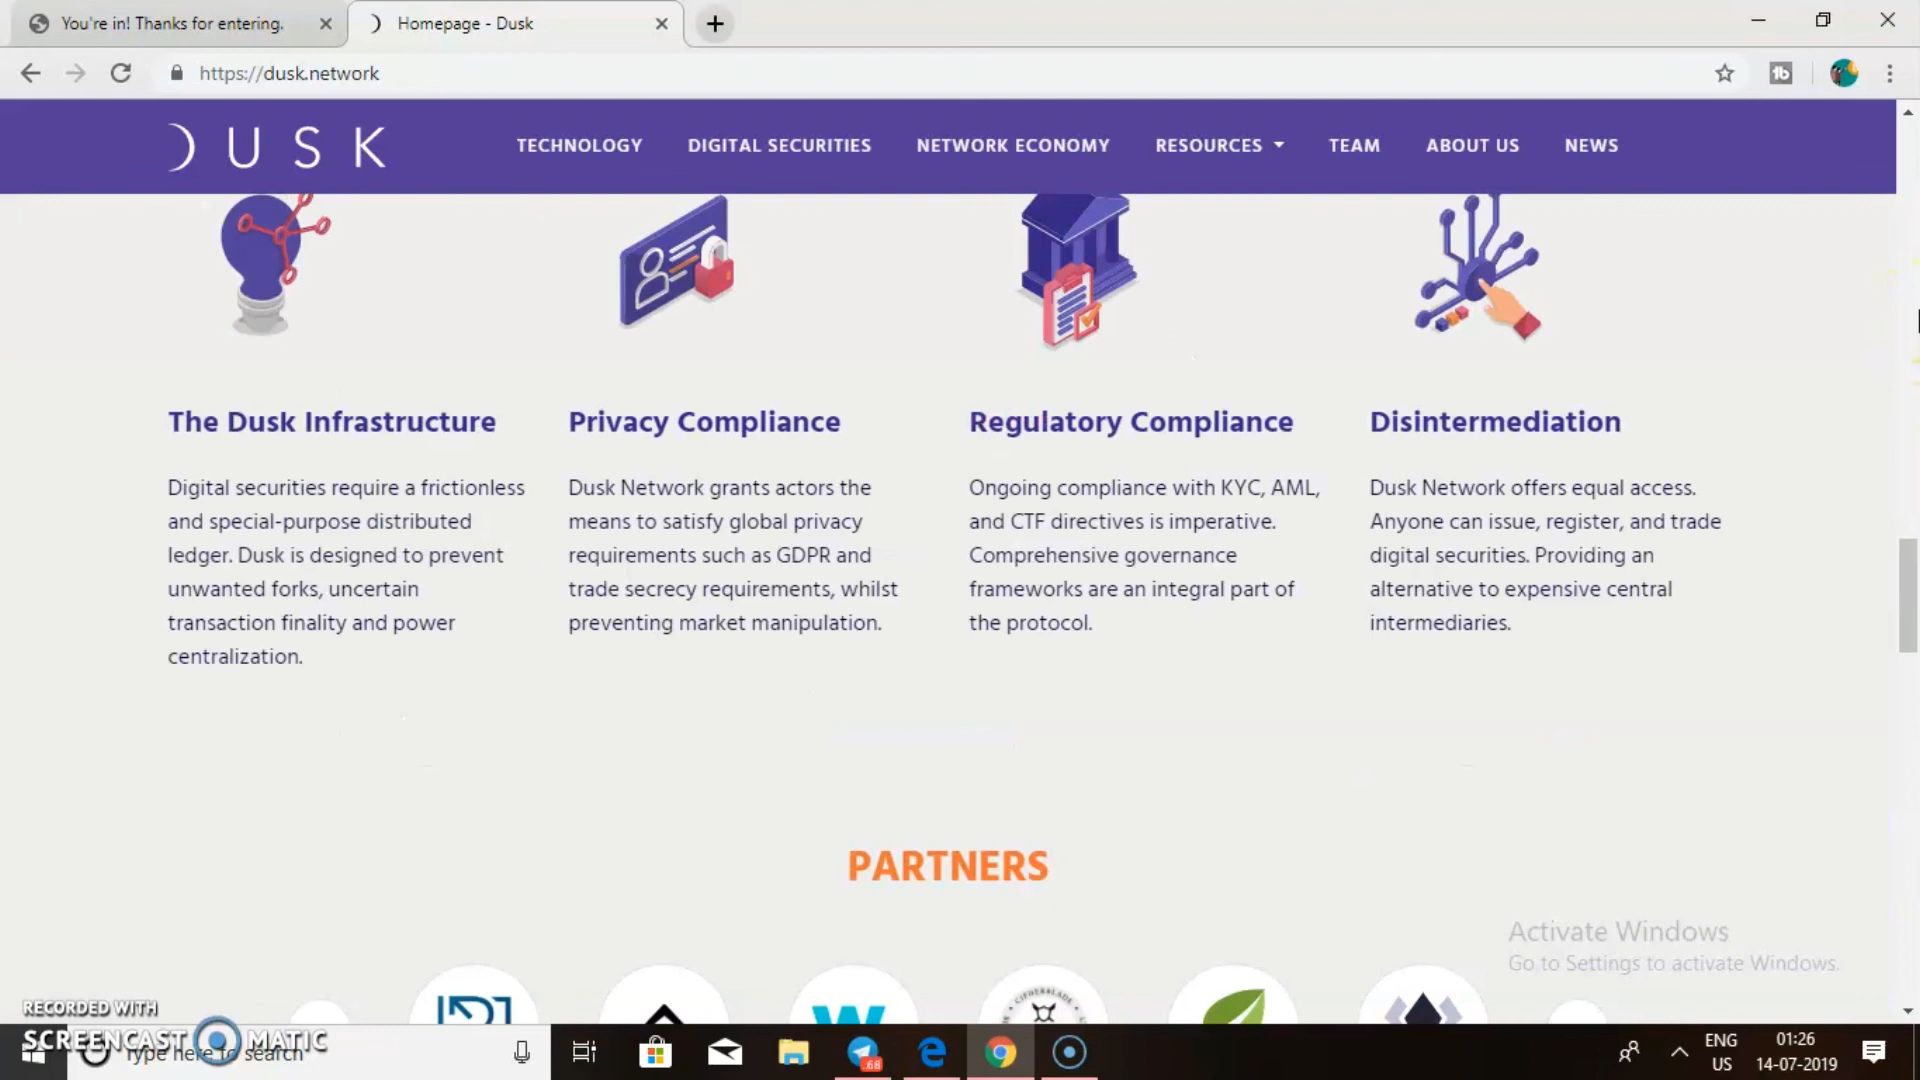 You're in! Thanks for entering.
Homepage - Dusk
https://dusk.network
DUSK
TECHNOLOGY
DIGITAL SECURITIES
NETWORK ECONOMY
RESOURCES
TEAM
ABOUT US
NEWS
The Dusk Infrastructure
Digital securities require a frictionless
and special-purpose distributed
ledger. Dusk is designed to prevent
unwanted forks, uncertain
transaction finality and power
centralization.
Privacy Compliance
Dusk Network grants actors the
means to satisfy global privacy
requirements such as GDPR and
trade secrecy requirements, whilst
preventing market manipulation.
Regulatory Compliance
Ongoing compliance with KYC, AML,
and CTF directives is imperative.
Comprehensive governance
frameworks are an integral part of
the protocol.
Disintermediation
Dusk Network offers equal access.
Anyone can issue, register, and trade
digital securities. Providing an
alternative to expensive central
intermediaries.
PARTNERS
CIPHERBLADE
Activate Windows
Go to Settings to activate Windows.
RECORDED WITH
SCREENCAST MATIC
Type here to search
68
ENG
US
01:26
14-07-2019